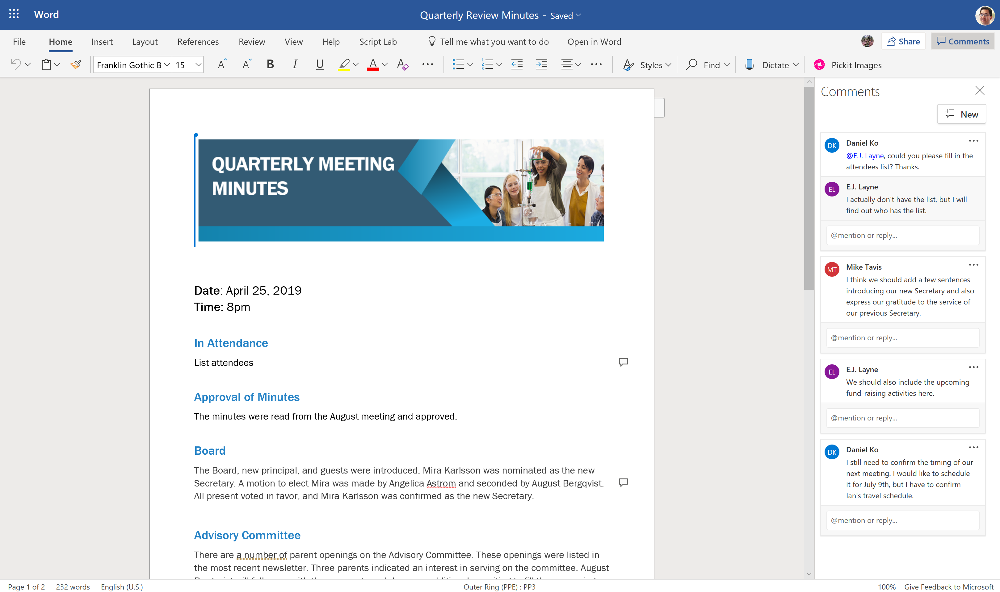 Word
Quarterly Review Minutes - Saved
File Home Insert Layout References Review View Help Script Lab Tell me what you want to do Open in Word Share Comments
Franklin Gothic B 15 B I U A Styles Find Dictate Pickit Images
QUARTERLY MEETING
MINUTES
Date: April 25, 2019
Time: 8pm
In Attendance
List attendees
Approval of Minutes
The minutes were read from the August meeting and approved.
Board
The Board, new principal, and guests were introduced. Mira Karlsson was nominated as the new
Secretary. A motion to elect Mira was made by Angelica Astrom and seconded by August Bergqvist.
All present voted in favor, and Mira Karlsson was confirmed as the new Secretary.
Advisory Committee
There are a number of parent openings on the Advisory Committee. These openings were listed in
the most recent newsletter. Three parents indicated an interest in serving on the committee. August
Comments
New
DK Daniel Ko
@E.J. Layne, could you please fill in the
attendees list? Thanks.
EL E.J. Layne
I actually don't have the list, but I will
find out who has the list.
@mention or reply...
MT Mike Tavis
I think we should add a few sentences
introducing our new Secretary and also
express our gratitude to the service of
our previous Secretary.
@mention or reply...
EL E.J. Layne
We should also include the upcoming
fund-raising activities here.
@mention or reply...
DK Daniel Ko
I still need to confirm the timing of our
next meeting. I would like to schedule
it for July 9th, but I have to confirm
Ian's travel schedule.
@mention or reply...
Page 1 of 2 232 words English (U.S.) Outer Ring (PPE) : PP3 100% Give Feedback to Microsoft